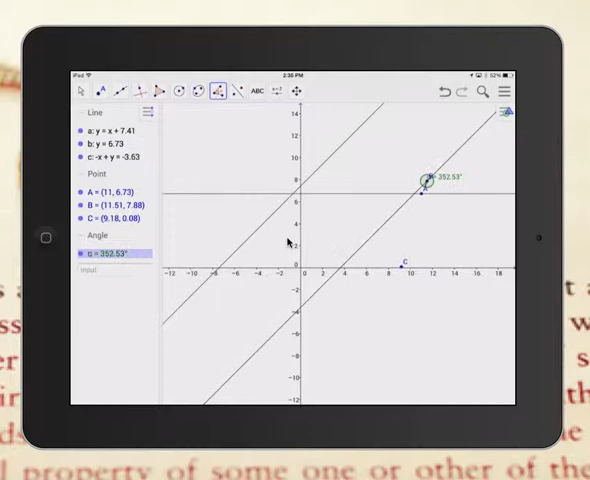 iPad
2:35 PM
52%
ABC
a=2
Line
a: y = x + 7.41
b: y = 6.73
c: -x + y = -3.63
Point
A = (11, 6.73)
B = (11.51, 7.88)
C = (9.18, 0.08)
Angle
α = 352.53°
Input
14
12
10
8
6
4
2
0
-2
-4
-6
-8
-10
-12
-12 -10 -8 -6 -4 -2 0 2 4 6 8 10 12 14 16 18
B
α = 352.53°
A
C
property of some one or other of the